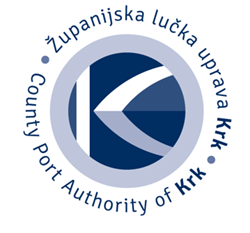 Županijska lučka uprava Krk
County Port Authority of Krk